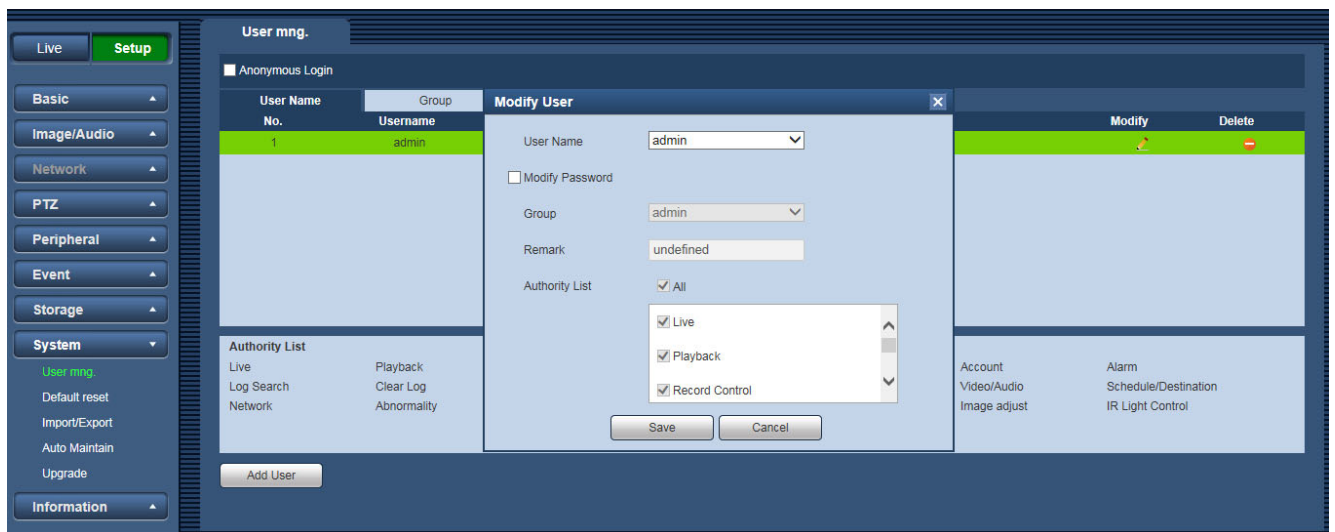 Live Setup
User mng.
Anonymous Login
Basic
Image/Audio
Network
PTZ
Peripheral
Event
Storage
System
User mng.
Default reset
Import/Export
Auto Maintain
Upgrade
Information
User Name Group
No. Username Modify Delete
1 admin
Modify User
User Name admin
Modify Password
Group admin
Remark undefined
Authority List All
Live
Playback
Record Control
Save Cancel
Authority List
Live Playback Account Alarm
Log Search Clear Log Video/Audio Schedule/Destination
Network Abnormality Image adjust IR Light Control
Add User